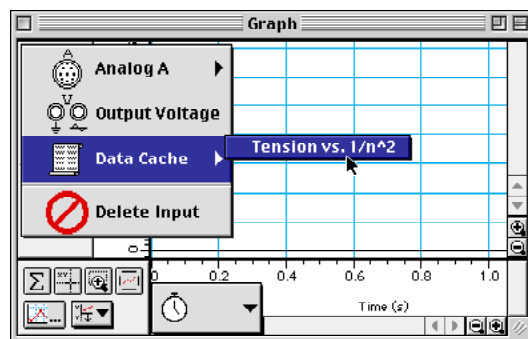 Graph
A
Analog A
V
Output Voltage
Data Cache
Tension vs. 1/n^2
Delete Input
0
0 0.2 0.4 0.6 0.8 1.0
Σ
Time (s)